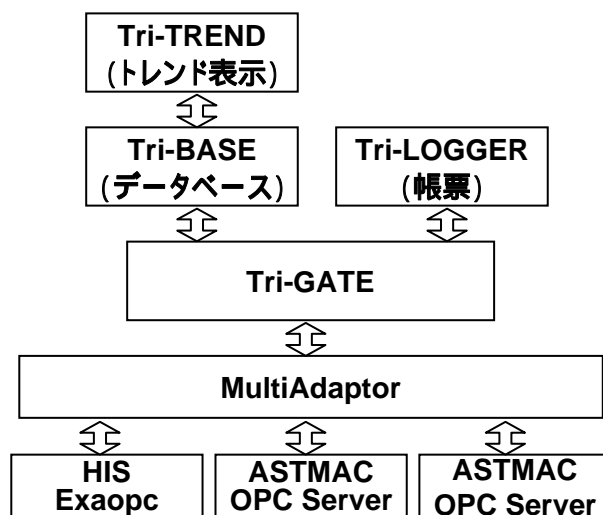 Tri-TREND
(トレンド表示)
Tri-BASE
(データベース)
Tri-LOGGER
(帳票)
Tri-GATE
MultiAdaptor
HIS
Exaopc
ASTMAC
OPC Server
ASTMAC
OPC Server